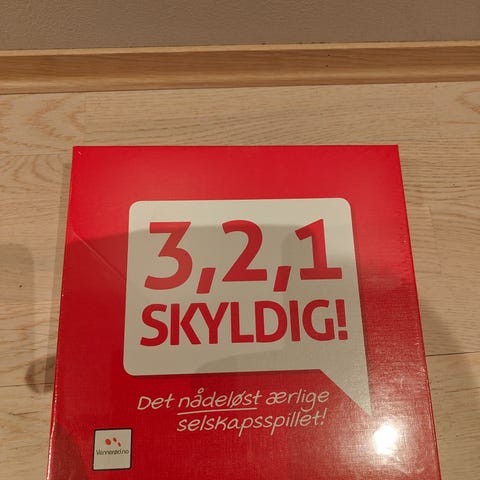 3,2,1
SKYLDIG!
Det nådeløst ærlige
selskapsspillet!
Vennerød.no